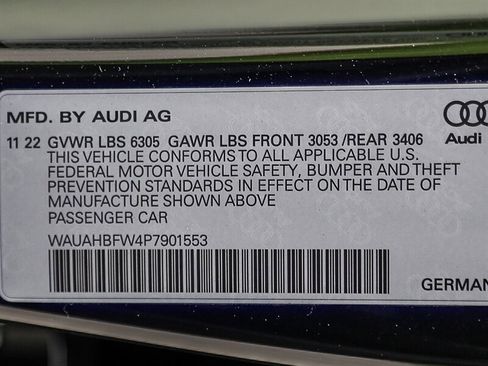 MFD. BY AUDI AG
Audi
11 22 GVWR LBS 6305 GAWR LBS FRONT 3053 /REAR 3406
THIS VEHICLE CONFORMS TO ALL APPLICABLE U.S.
FEDERAL MOTOR VEHICLE SAFETY, BUMPER AND THEFT
PREVENTION STANDARDS IN EFFECT ON THE DATE OF
MANUFACTURE SHOWN ABOVE
PASSENGER CAR
WAUAHBFW4P7901553
GERMAN